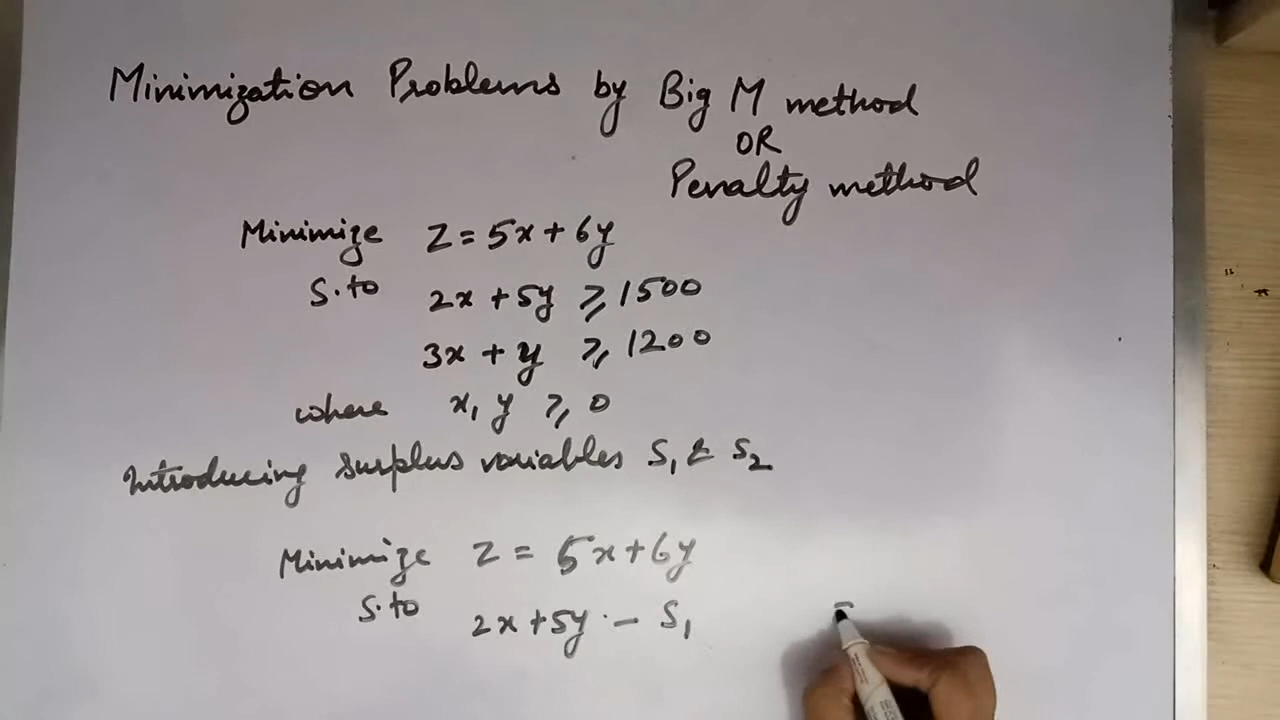 Minimization Problems by Big M method
OR
Penalty method
Minimize Z = 5x + 6y
S.to 2x + 5y ≥ 1500
3x + y ≥ 1200
where x, y ≥ 0
Introducing surplus variables S₁ & S₂
Minimize Z = 5x + 6y
S.to 2x + 5y - S₁